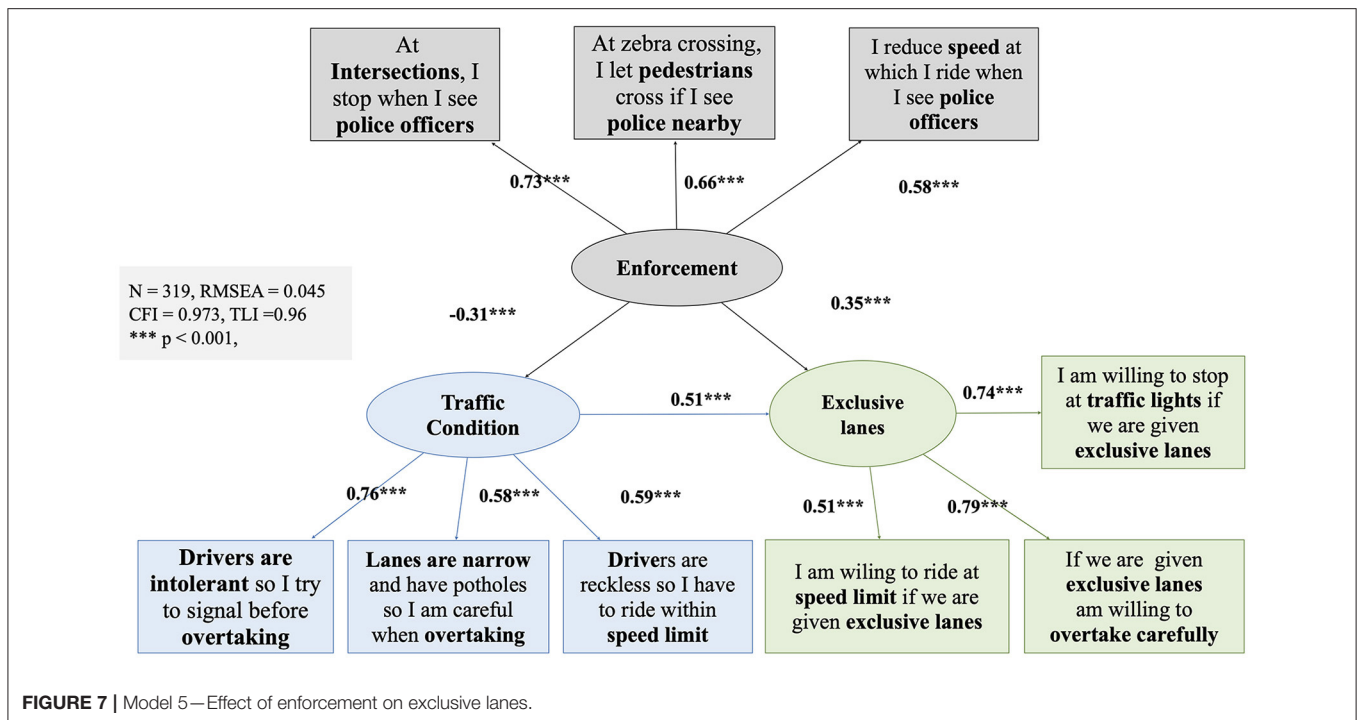 At
Intersections, I
stop when I see
police officers
At zebra crossing,
I let pedestrians
cross if I see
police nearby
I reduce speed at
which I ride when
I see police
officers
0.73***
0.66***
0.58***
Enforcement
N = 319, RMSEA = 0.045
CFI = 0.973, TLI =0.96
*** p < 0.001,
-0.31***
0.35***
Traffic
Condition
0.51***
Exclusive
lanes
0.74***
I am willing to stop
at traffic lights if
we are given
exclusive lanes
0.76***
0.58***
0.59***
0.51***
0.79***
Drivers are
intolerant so I try
to signal before
overtaking
Lanes are narrow
and have potholes
so I am careful
when overtaking
Drivers are
reckless so I have
to ride within
speed limit
I am wiling to ride at
speed limit if we are
given exclusive lanes
If we are given
exclusive lanes
am willing to
overtake carefully
FIGURE 7 | Model 5—Effect of enforcement on exclusive lanes.